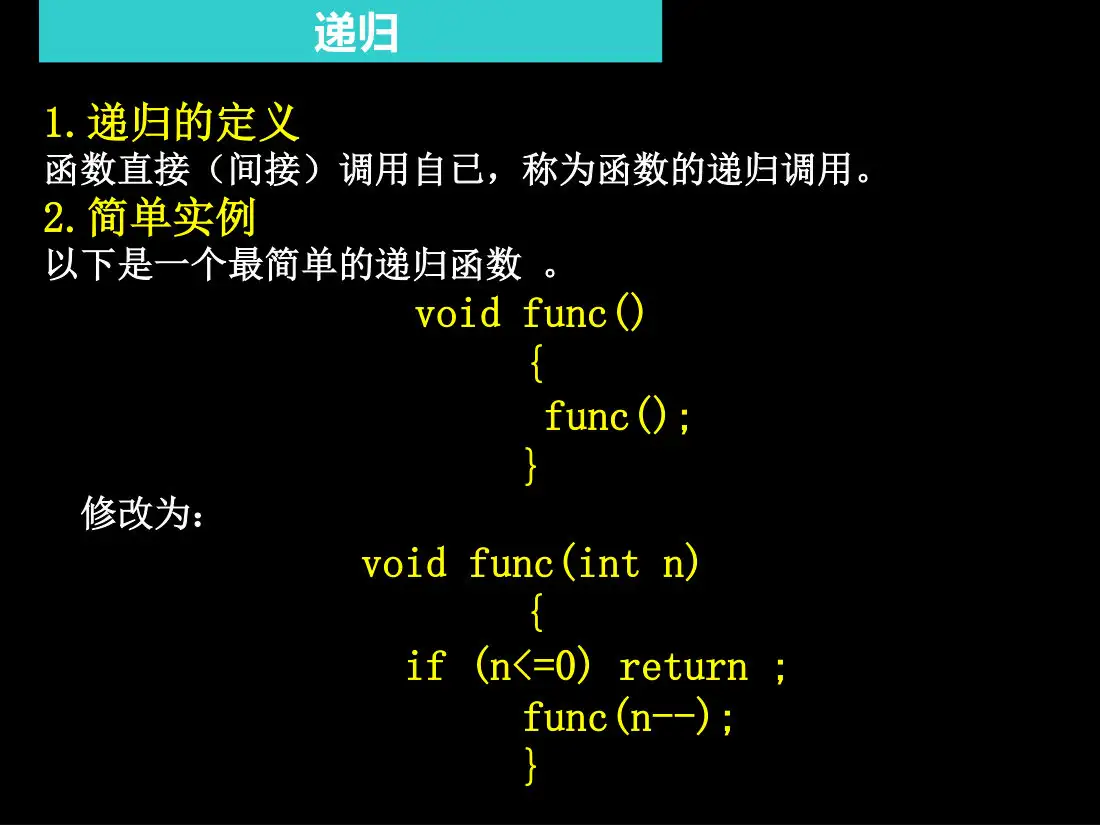 递归
1.递归的定义
函数直接（间接）调用自已，称为函数的递归调用。
2.简单实例
以下是一个最简单的递归函数 。
void func()
{
func();
}
修改为：
void func(int n)
{
if (n<=0) return ;
func(n--);
}